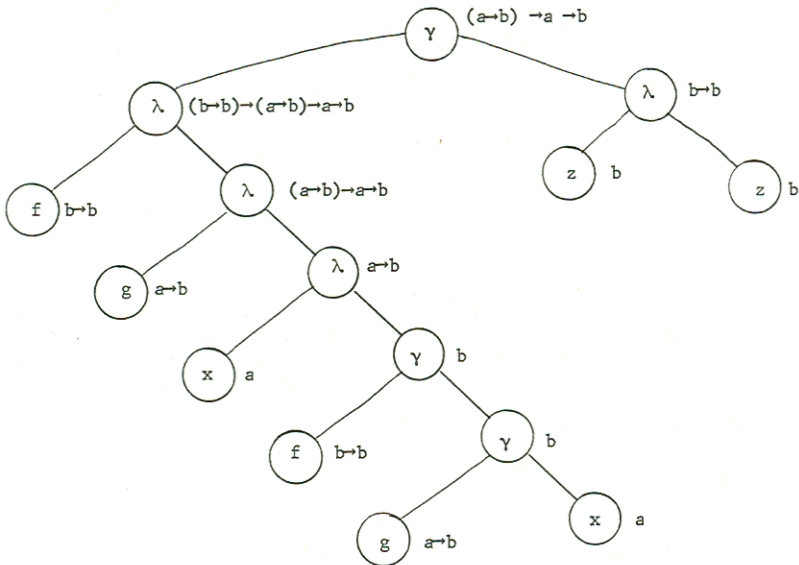 γ (a→b) →a →b
λ (b→b)→(a→b)→a→b
λ b→b
f b→b
λ (a→b)→a→b
z b
z b
g a→b
λ a→b
x a
γ b
f b→b
γ b
g a→b
x a